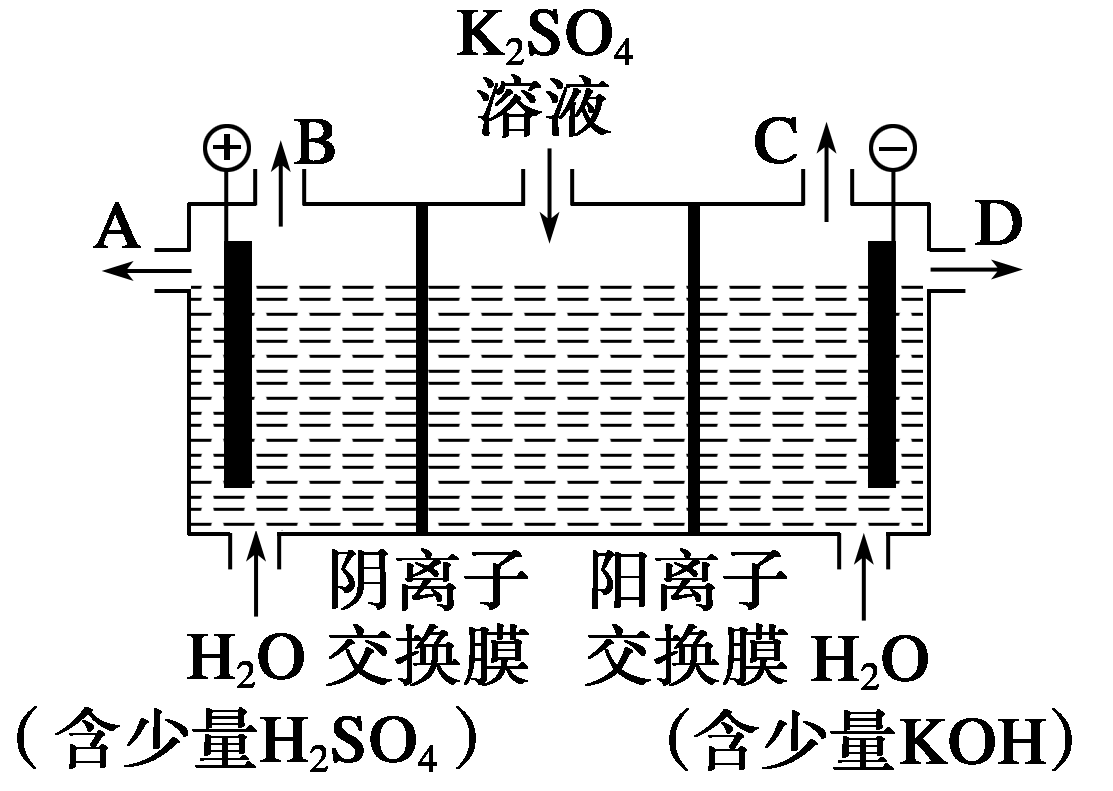 K₂SO₄
溶液
+
B
C
−
A
D
阴离子
交换膜
阳离子
交换膜
H₂O
(含少量H₂SO₄)
H₂O
(含少量KOH)